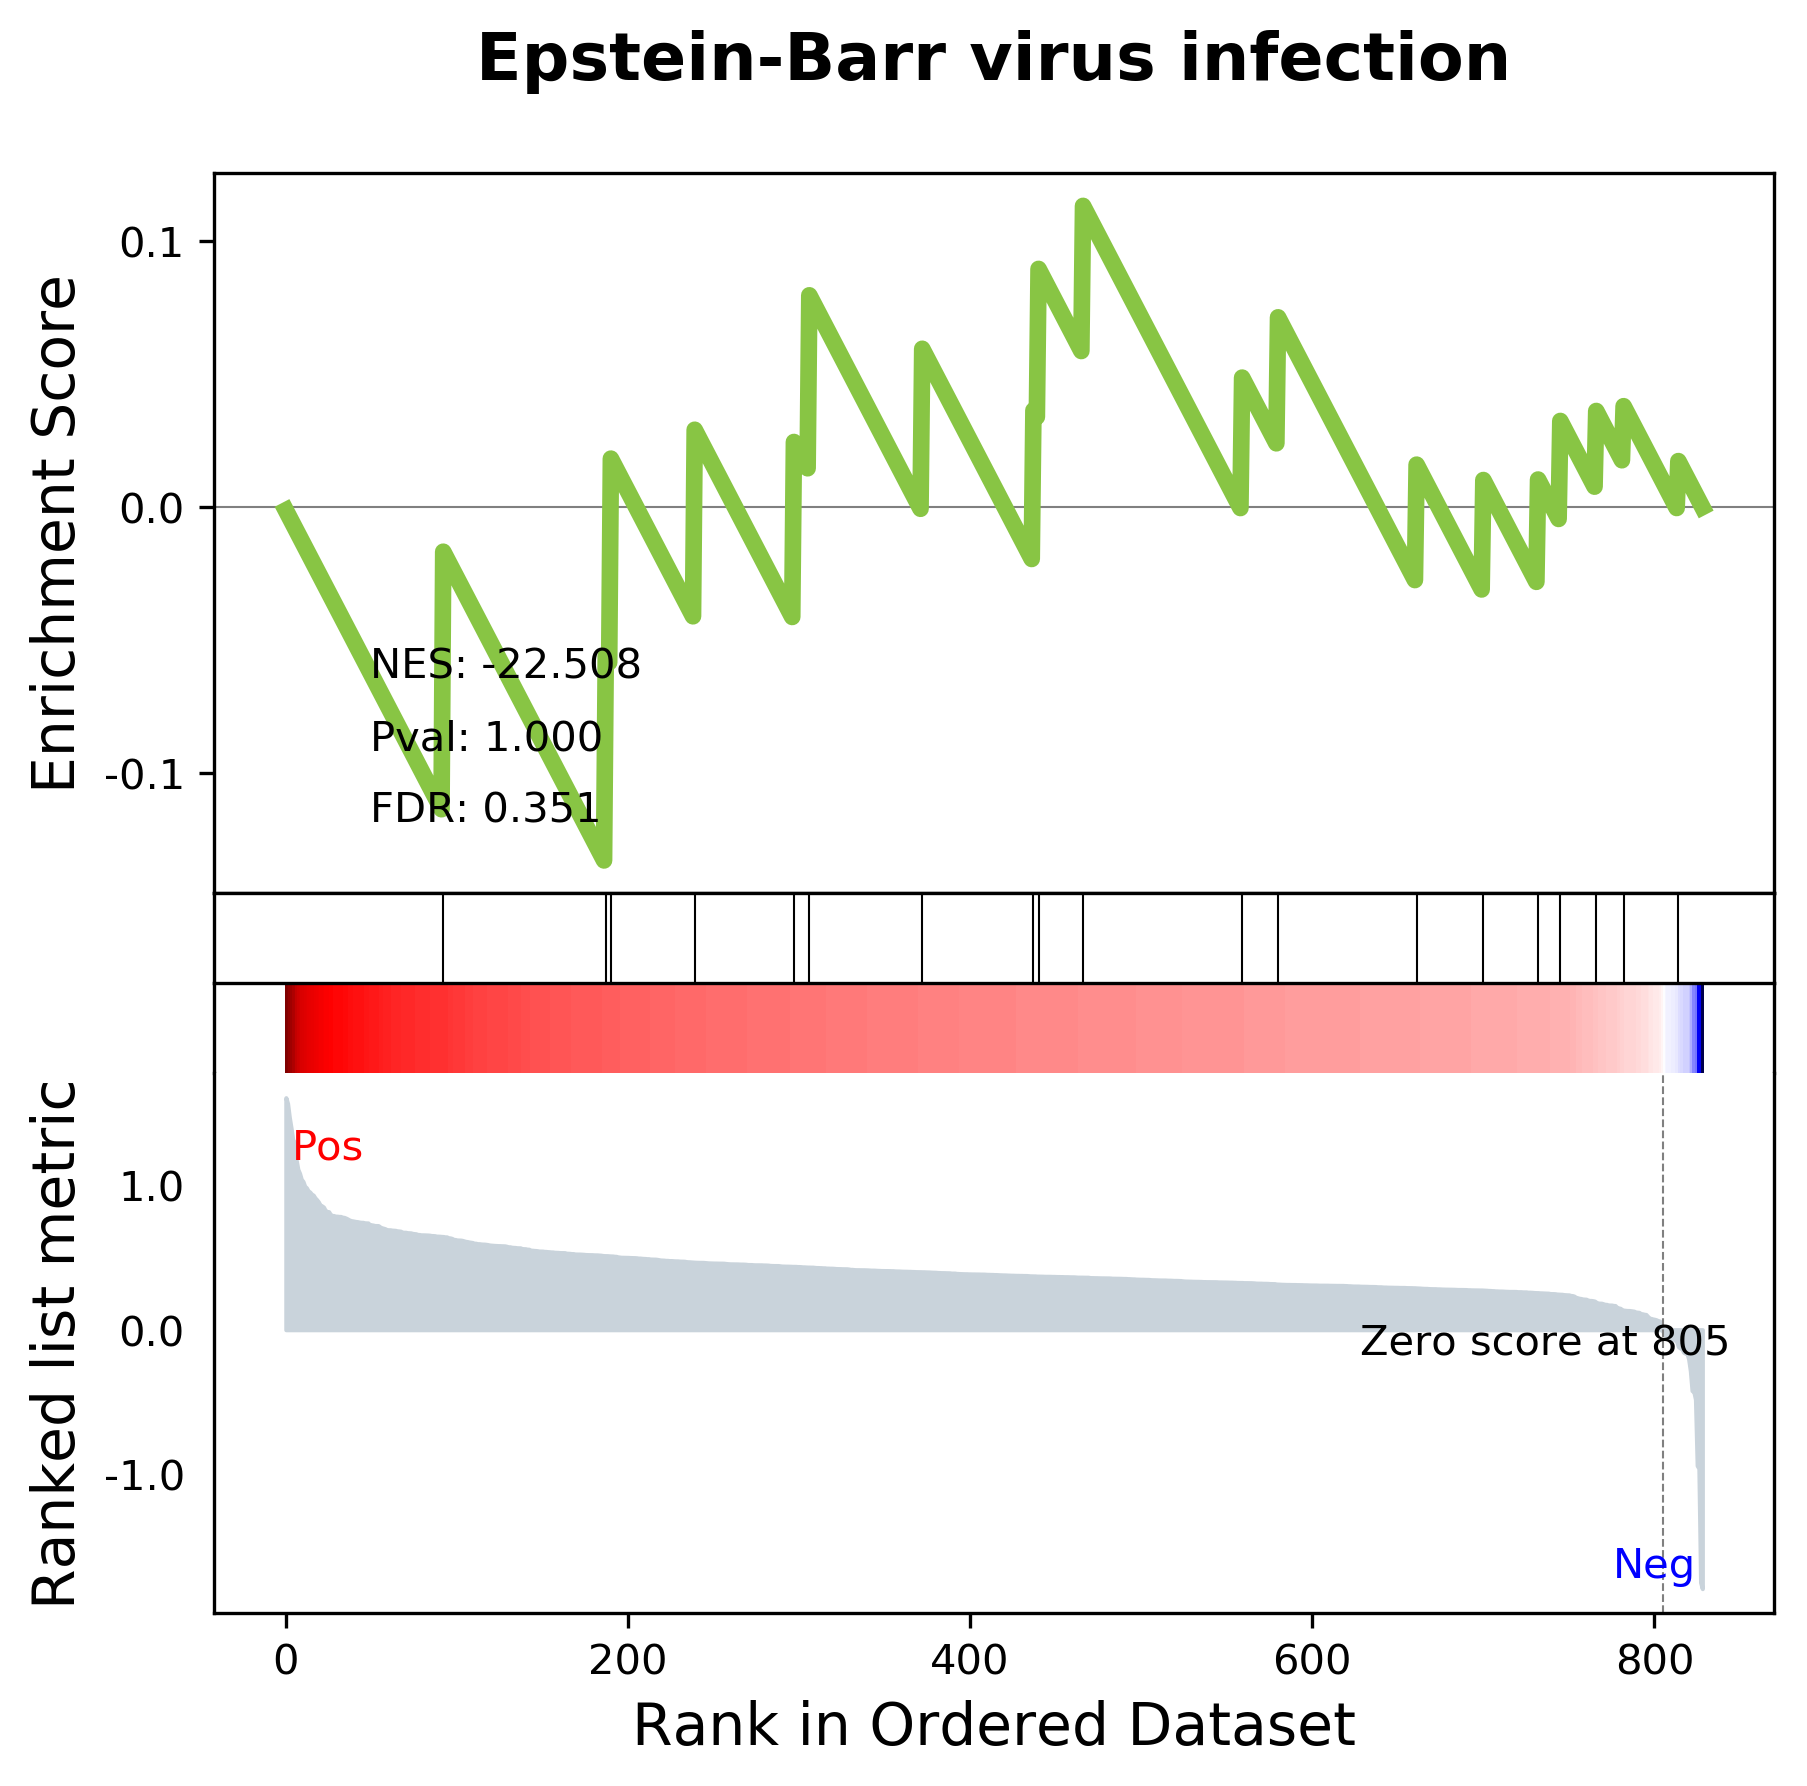 Epstein-Barr virus infection
Enrichment Score
0.1
0.0
-0.1
NES: -22.508
Pval: 1.000
FDR: 0.351
Ranked list metric
1.0
0.0
-1.0
Pos
Zero score at 805
Neg
0 200 400 600 800
Rank in Ordered Dataset